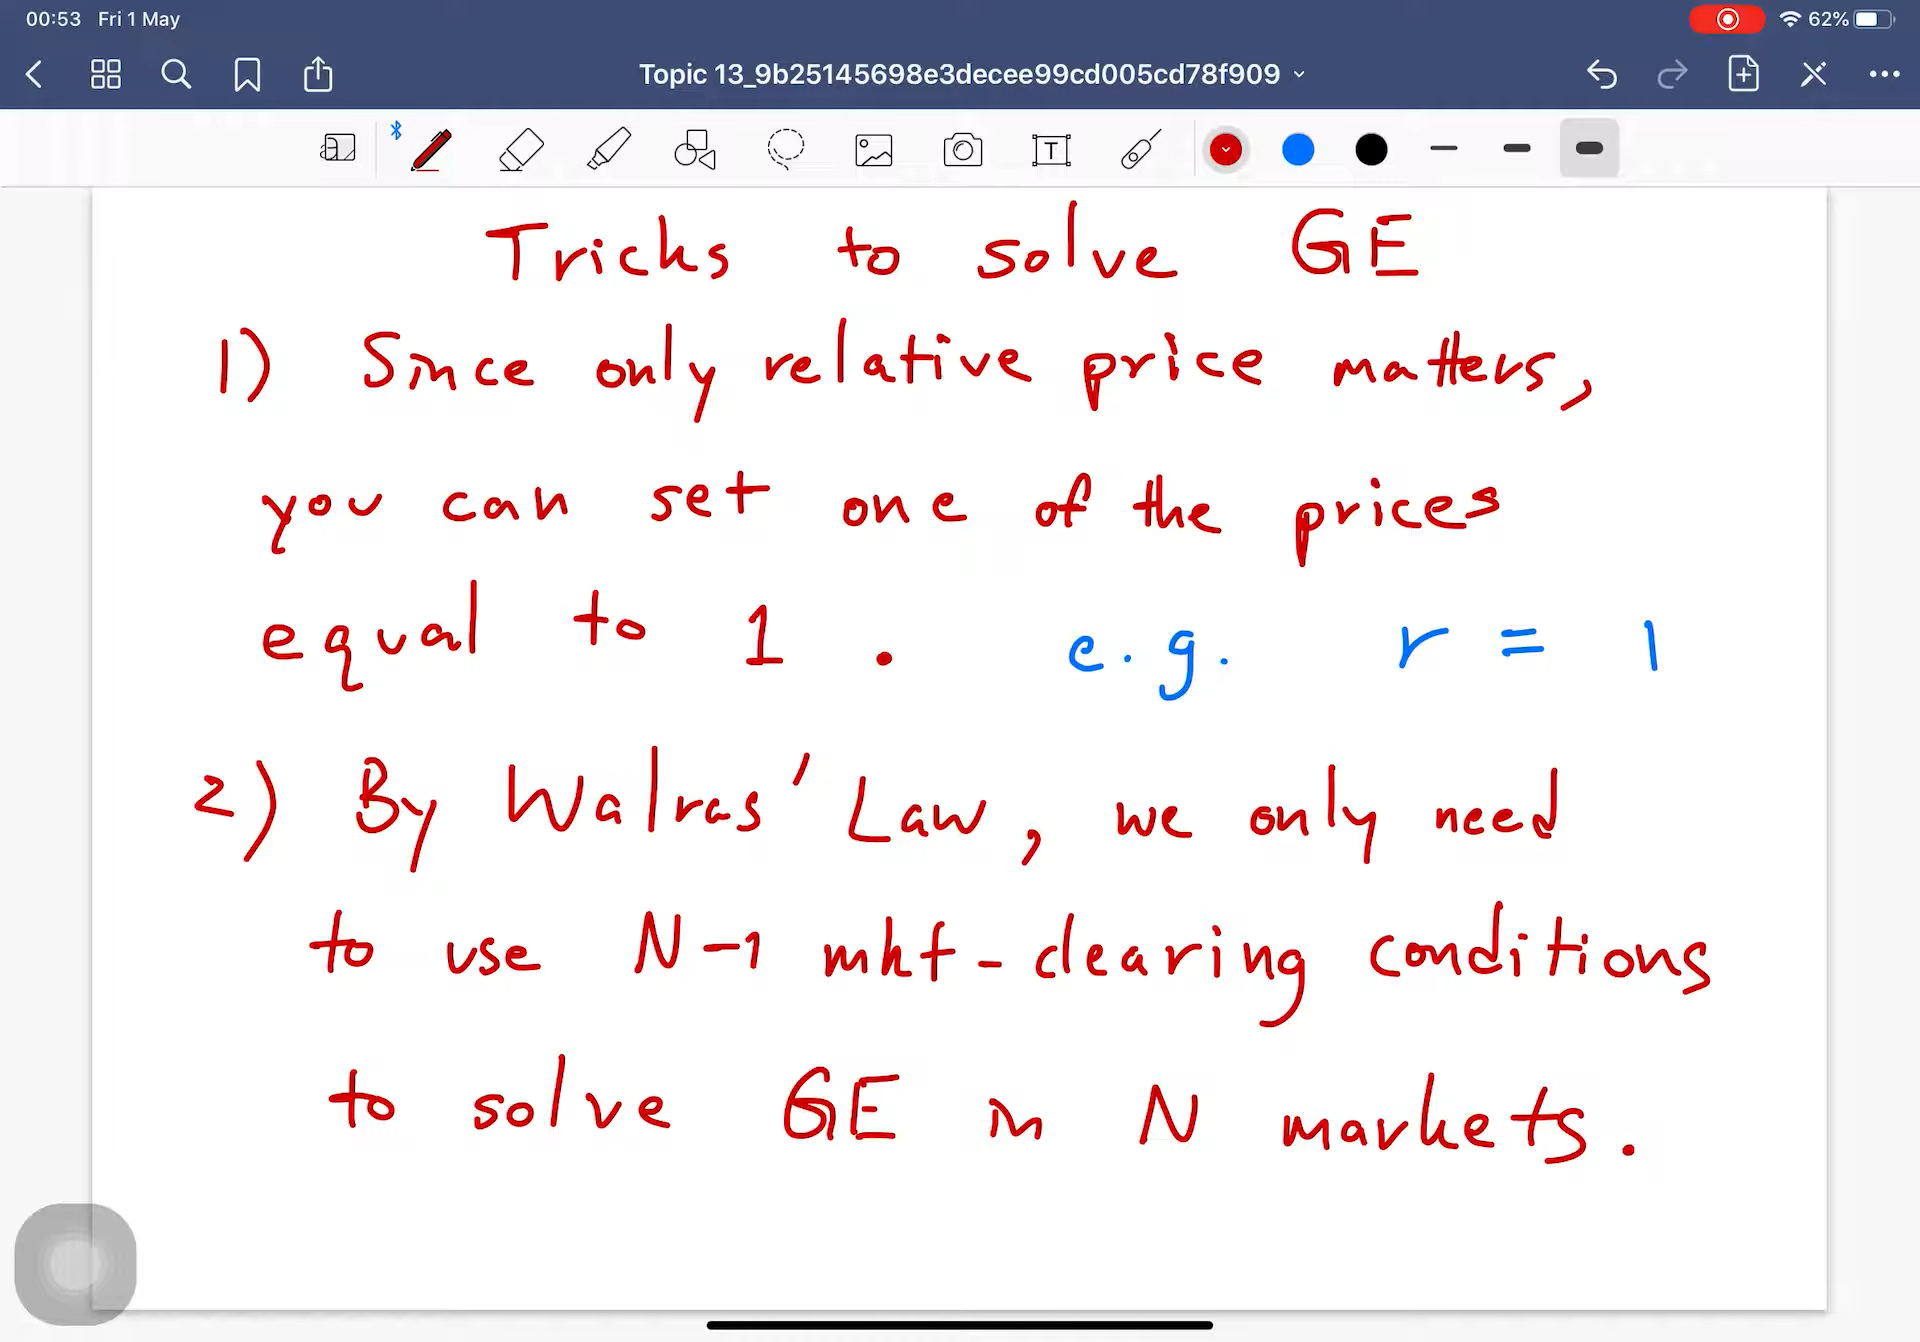 00:53 Fri 1 May
62%
Topic 13_9b25145698e3decee99cd005cd78f909
Tricks to solve GE
1) Since only relative price matters,
you can set one of the prices
equal to 1 . e.g. r = 1
2) By Walras' Law, we only need
to use N-1 mkt-clearing conditions
to solve GE in N markets.